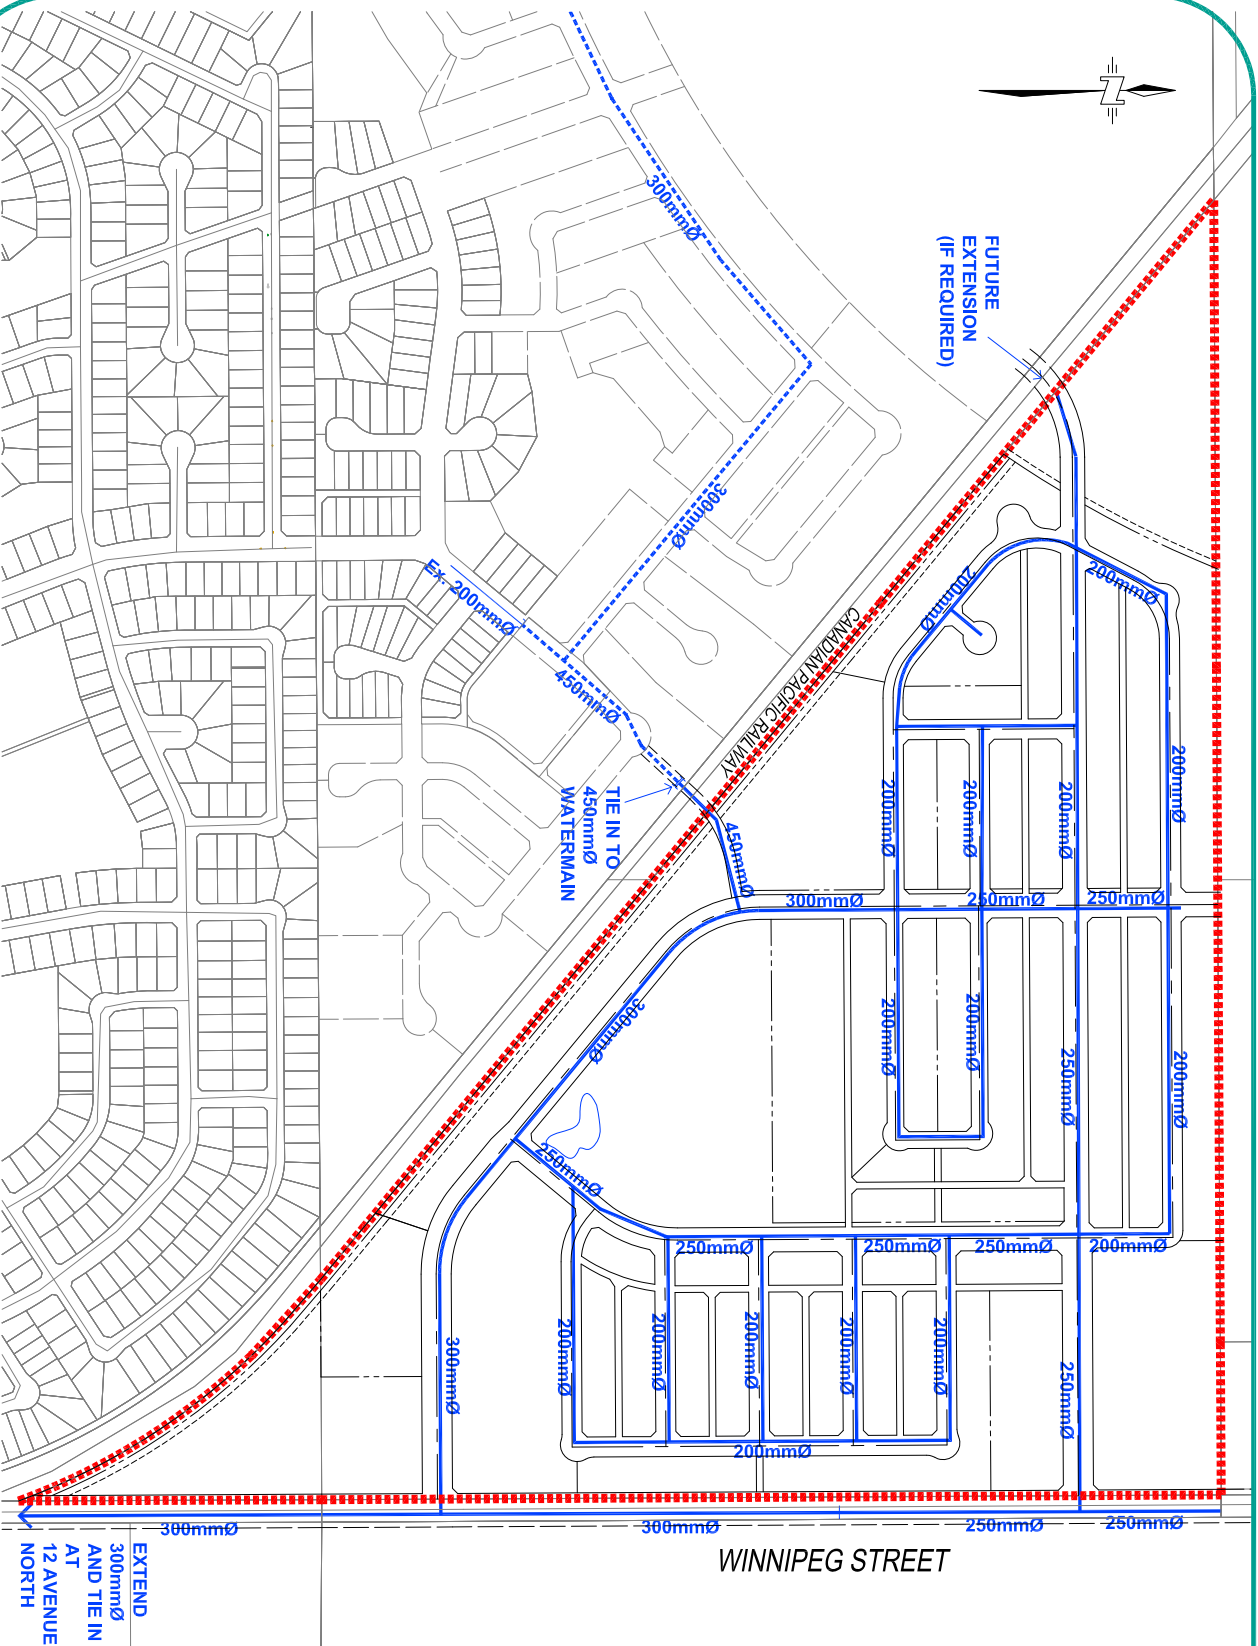 Z
300mmØ
FUTURE
EXTENSION
(IF REQUIRED)
300mmØ
Ex. 200mmØ
450mmØ
CANADIAN PACIFIC RAILWAY
TIE IN TO
450mmØ
WATERMAIN
450mmØ
200mmØ
200mmØ
200mmØ
200mmØ
200mmØ
200mmØ
300mmØ
250mmØ
250mmØ
200mmØ
200mmØ
250mmØ
200mmØ
300mmØ
250mmØ
250mmØ
250mmØ
250mmØ
200mmØ
300mmØ
200mmØ
200mmØ
200mmØ
200mmØ
200mmØ
250mmØ
200mmØ
300mmØ
300mmØ
250mmØ
250mmØ
WINNIPEG STREET
EXTEND
300mmØ
AND TIE IN
AT
12 AVENUE
NORTH